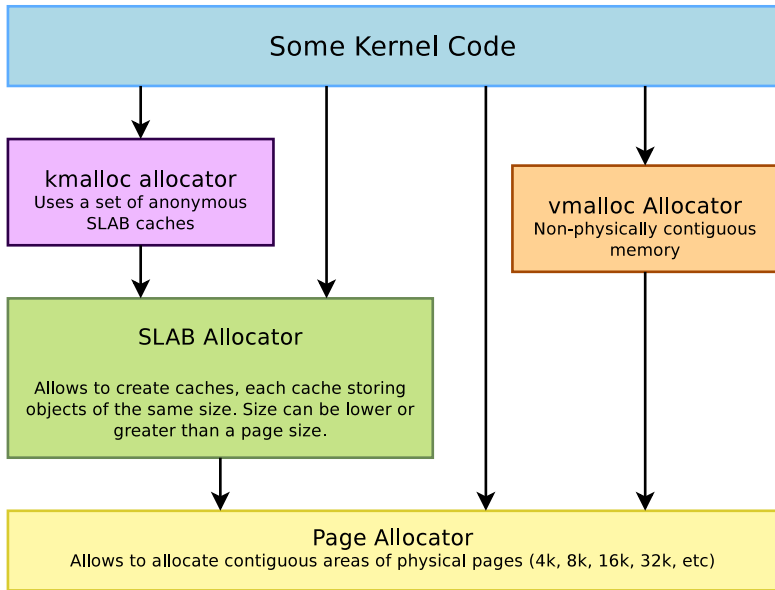 Some Kernel Code
kmalloc allocator
Uses a set of anonymous
SLAB caches
vmalloc Allocator
Non-physically contiguous
memory
SLAB Allocator
Allows to create caches, each cache storing
objects of the same size. Size can be lower or
greater than a page size.
Page Allocator
Allows to allocate contiguous areas of physical pages (4k, 8k, 16k, 32k, etc)